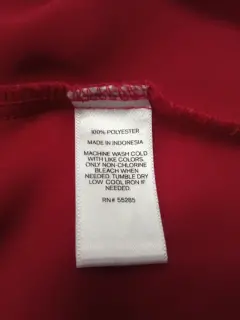 100% POLYESTER
MADE IN INDONESIA
MACHINE WASH COLD
WITH LIKE COLORS.
ONLY NON-CHLORINE
BLEACH WHEN
NEEDED. TUMBLE DRY
LOW. COOL IRON IF
NEEDED.
RN# 55285